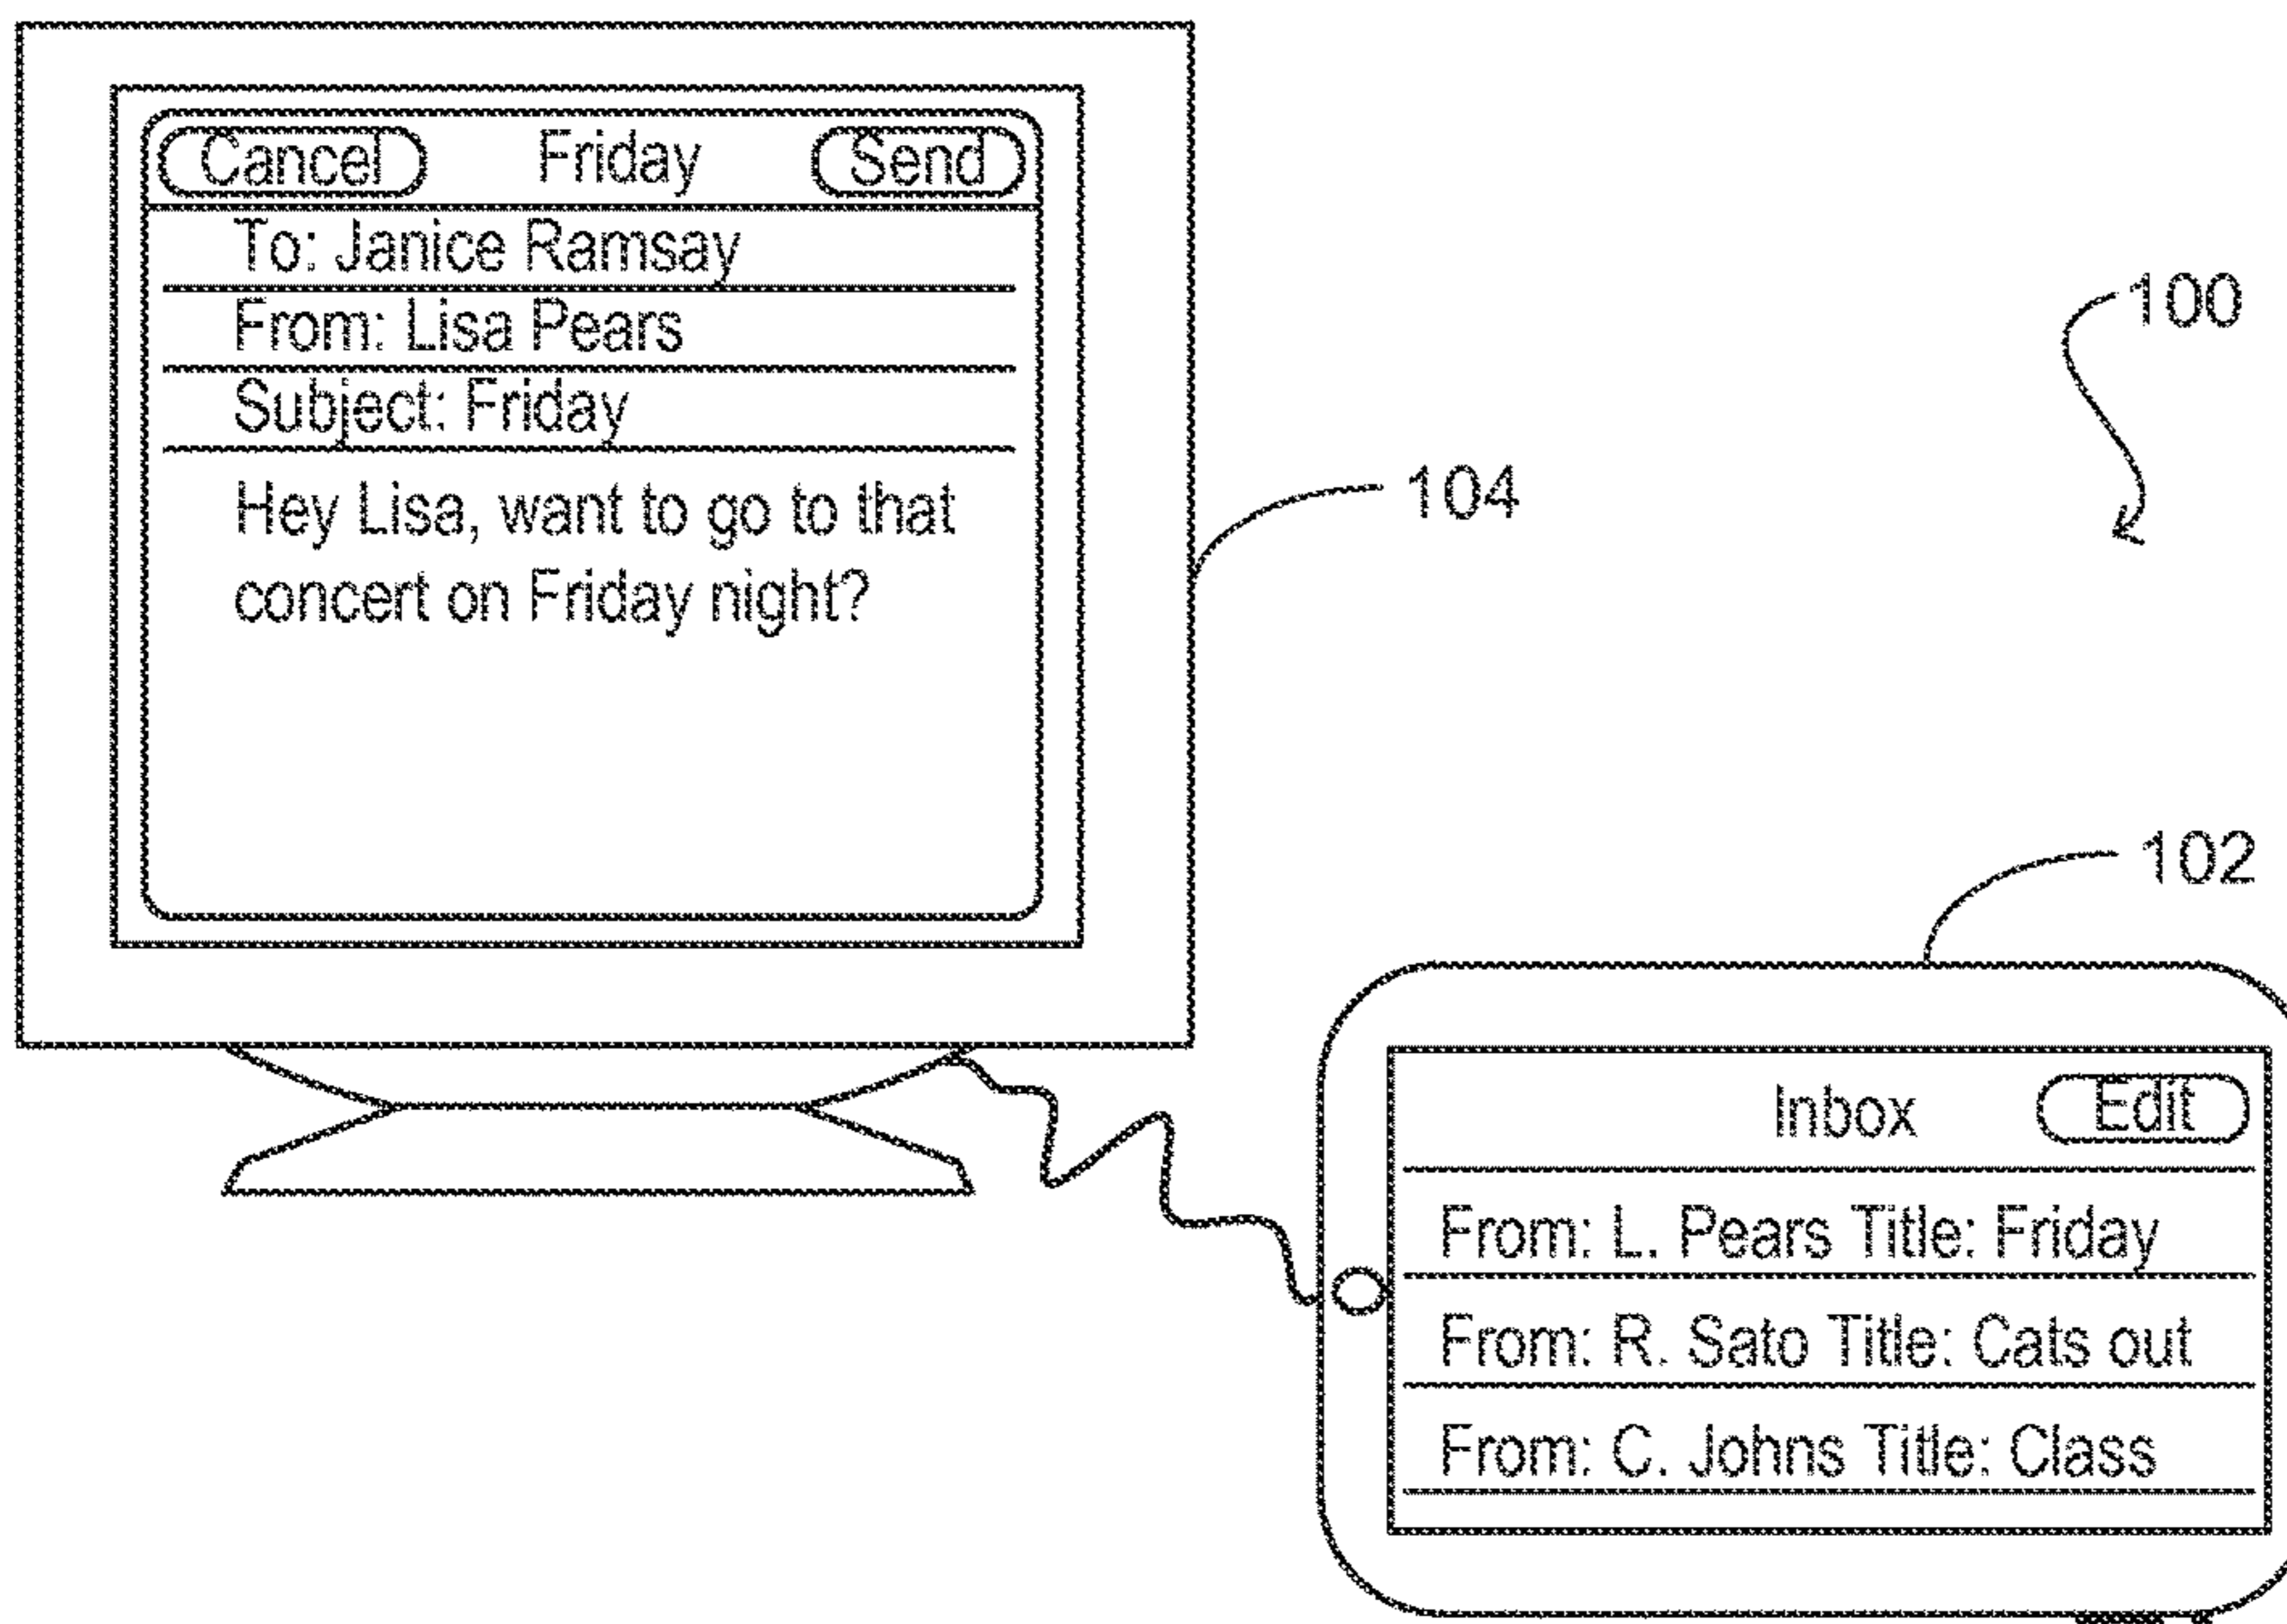 Cancel Friday Send
To: Janice Ramsay
From: Lisa Pears
Subject: Friday
Hey Lisa, want to go to that
concert on Friday night?
100
104
102
Inbox Edit
From: L. Pears Title: Friday
From: R. Sato Title: Cats out
From: C. Johns Title: Class